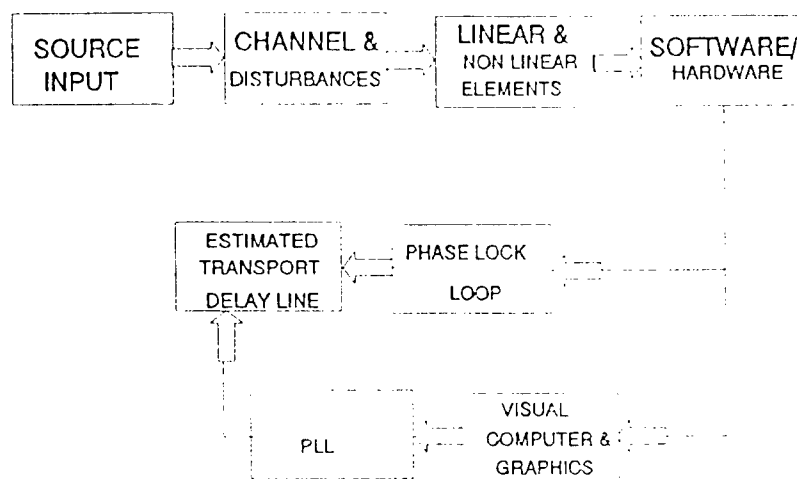 SOURCE
INPUT
CHANNEL &
DISTURBANCES
LINEAR &
NON LINEAR
ELEMENTS
SOFTWARE/
HARDWARE
ESTIMATED
TRANSPORT
DELAY LINE
PHASE LOCK
LOOP
PLL
VISUAL
COMPUTER &
GRAPHICS